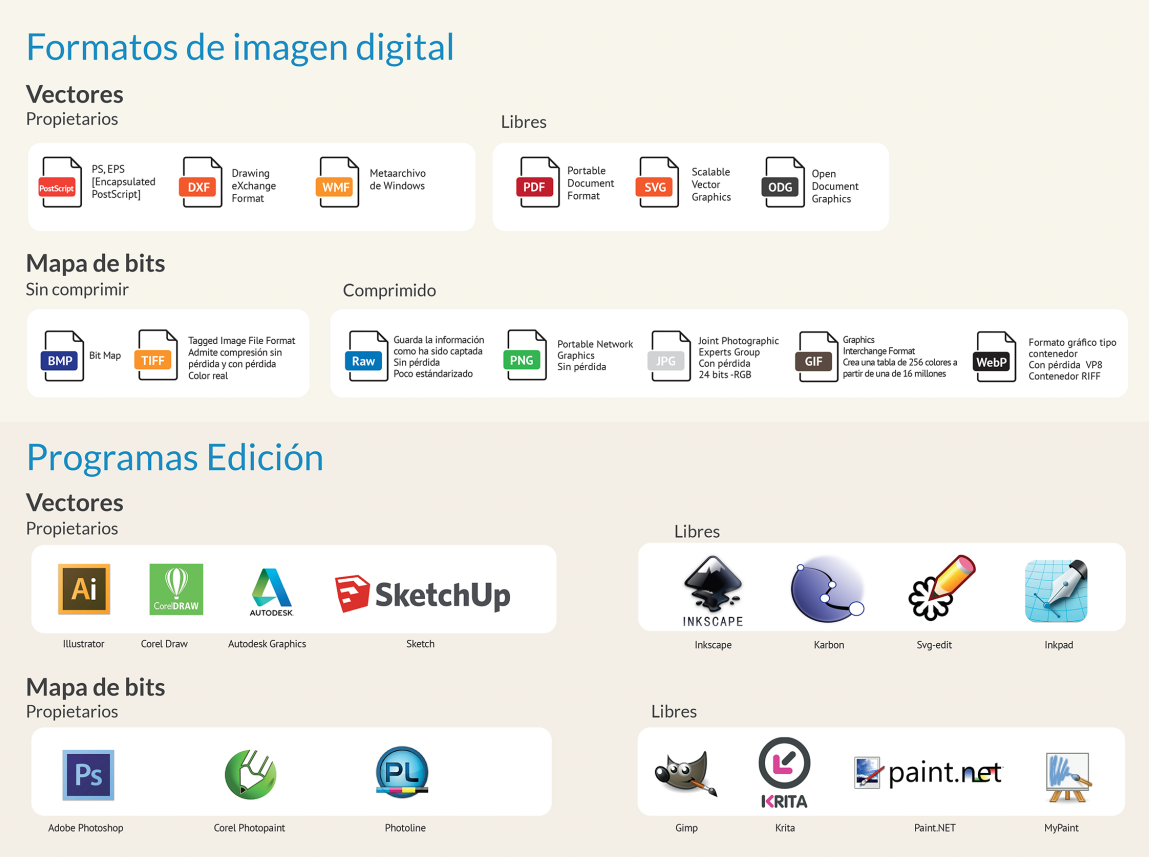 Formatos de imagen digital
Vectores
Propietarios
PostScript
PS, EPS
[Encapsulated
PostScript]
DXF
Drawing
eXchange
Format
WMF
Metaarchivo
de Windows
Libres
PDF
Portable
Document
Format
SVG
Scalable
Vector
Graphics
ODG
Open
Document
Graphics
Mapa de bits
Sin comprimir
BMP
Bit Map
TIFF
Tagged Image File Format
Admite compresión sin
pérdida y con pérdida
Color real
Comprimido
Raw
Guarda la información
como ha sido captada
Sin pérdida
Poco estándarizado
PNG
Portable Network
Graphics
Sin pérdida
JPG
Joint Photographic
Experts Group
Con pérdida
24 bits -RGB
GIF
Graphics
Interchange Format
Crea una tabla de 256 colores a
partir de una de 16 millones
WebP
Formato gráfico tipo
contenedor
Con pérdida VP8
Contenedor RIFF
Programas Edición
Vectores
Propietarios
Ai
CorelDRAW
AUTODESK
SketchUp
Illustrator
Corel Draw
Autodesk Graphics
Sketch
Libres
INKSCAPE
Inkscape
Karbon
Svg-edit
Inkpad
Mapa de bits
Propietarios
Ps
PL
Adobe Photoshop
Corel Photopaint
Photoline
Libres
KRITA
paint.net
Gimp
Krita
Paint.NET
MyPaint